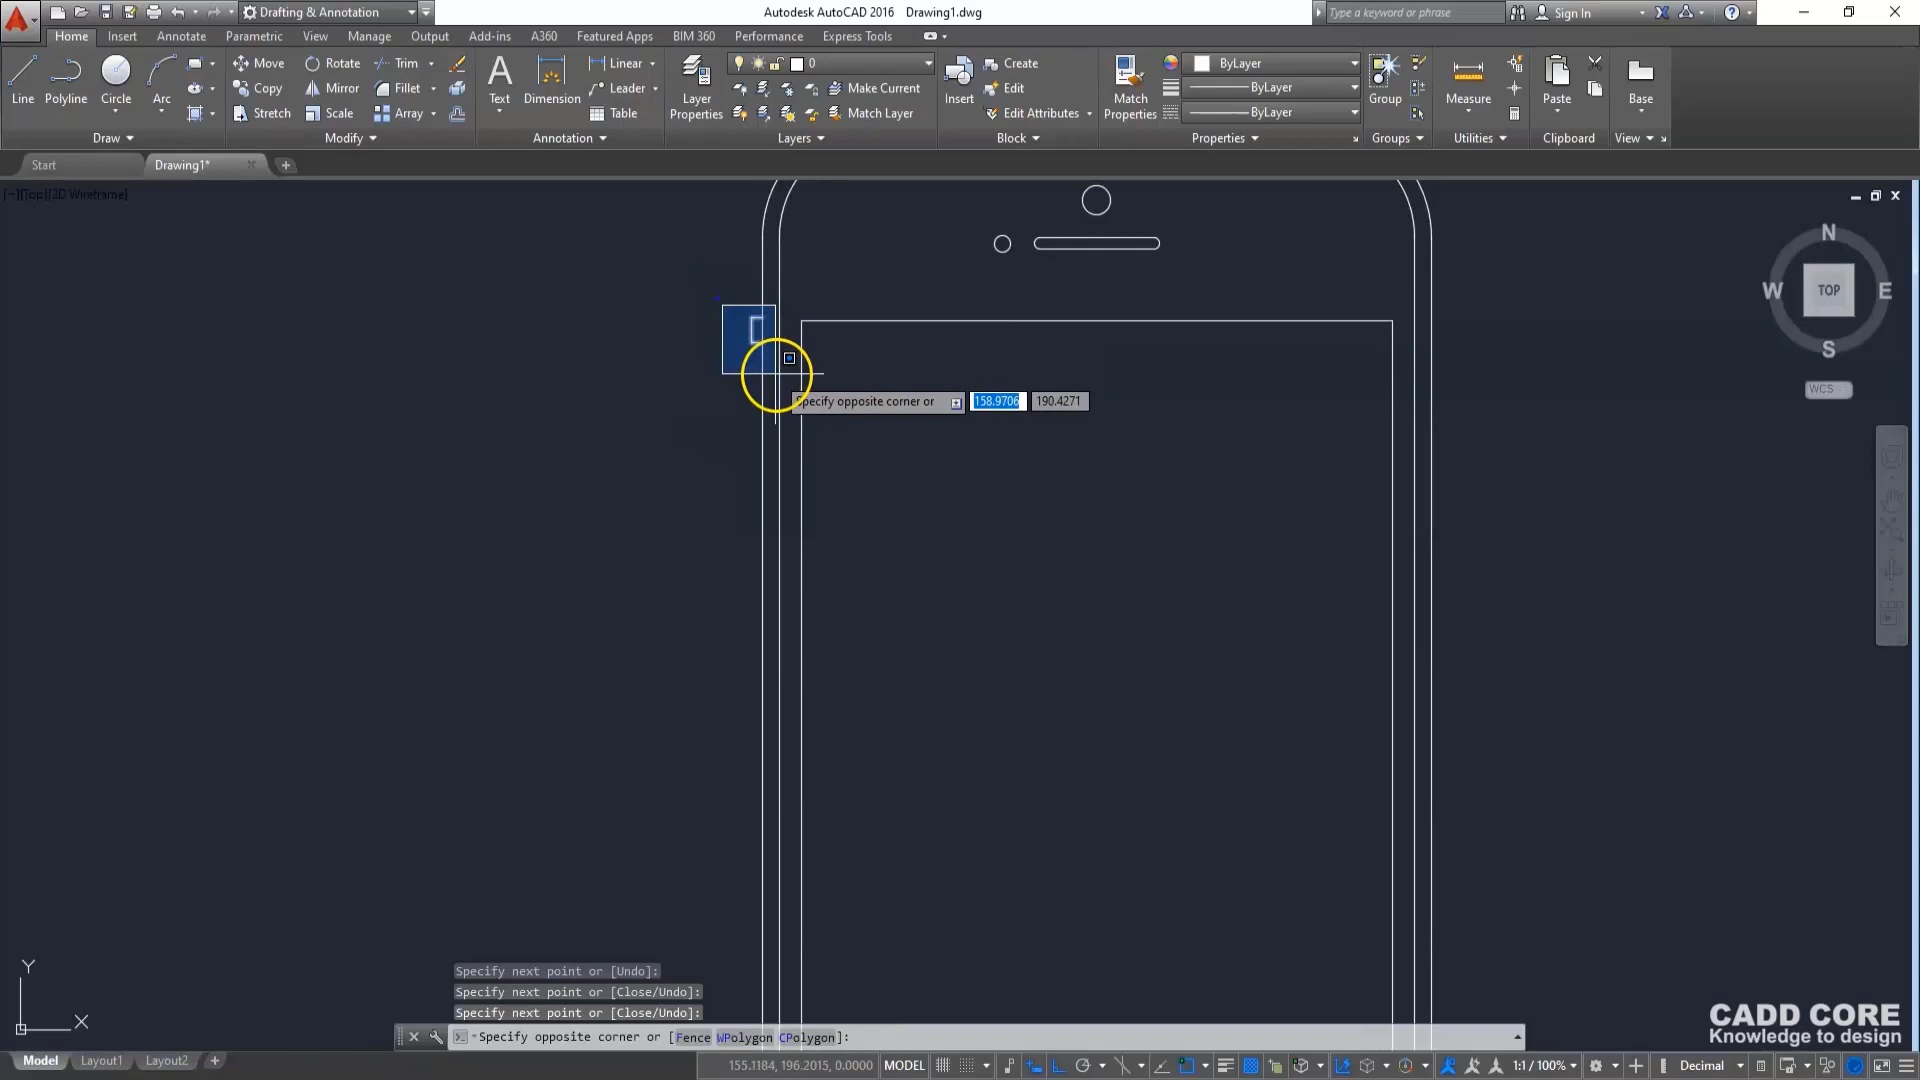 Drafting & Annotation
Autodesk AutoCAD 2016 Drawing1.dwg
Type a keyword or phrase
Sign In
Home Insert Annotate Parametric View Manage Output Add-ins A360 Featured Apps BIM 360 Performance Express Tools
Line Polyline Circle Arc
Move Rotate Trim
Copy Mirror Fillet
Stretch Scale Array
Text Dimension
Linear
Leader
Table
Layer Properties
0
Make Current
Match Layer
Insert
Create
Edit
Edit Attributes
Match Properties
ByLayer
ByLayer
ByLayer
Group
Measure
Paste
Base
Draw Modify Annotation Layers Block Properties Groups Utilities Clipboard View
Start Drawing1*
[−][Top][2D Wireframe]
N
W TOP E
S
WCS
Specify opposite corner or 158.9706 190.4271
Y
X
Specify next point or [Undo]:
Specify next point or [Close/Undo]:
Specify next point or [Close/Undo]:
Specify opposite corner or [Fence WPolygon CPolygon]:
CADD CORE
Knowledge to design
Model Layout1 Layout2
155.1184, 196.2015, 0.0000 MODEL 1:1 / 100% Decimal